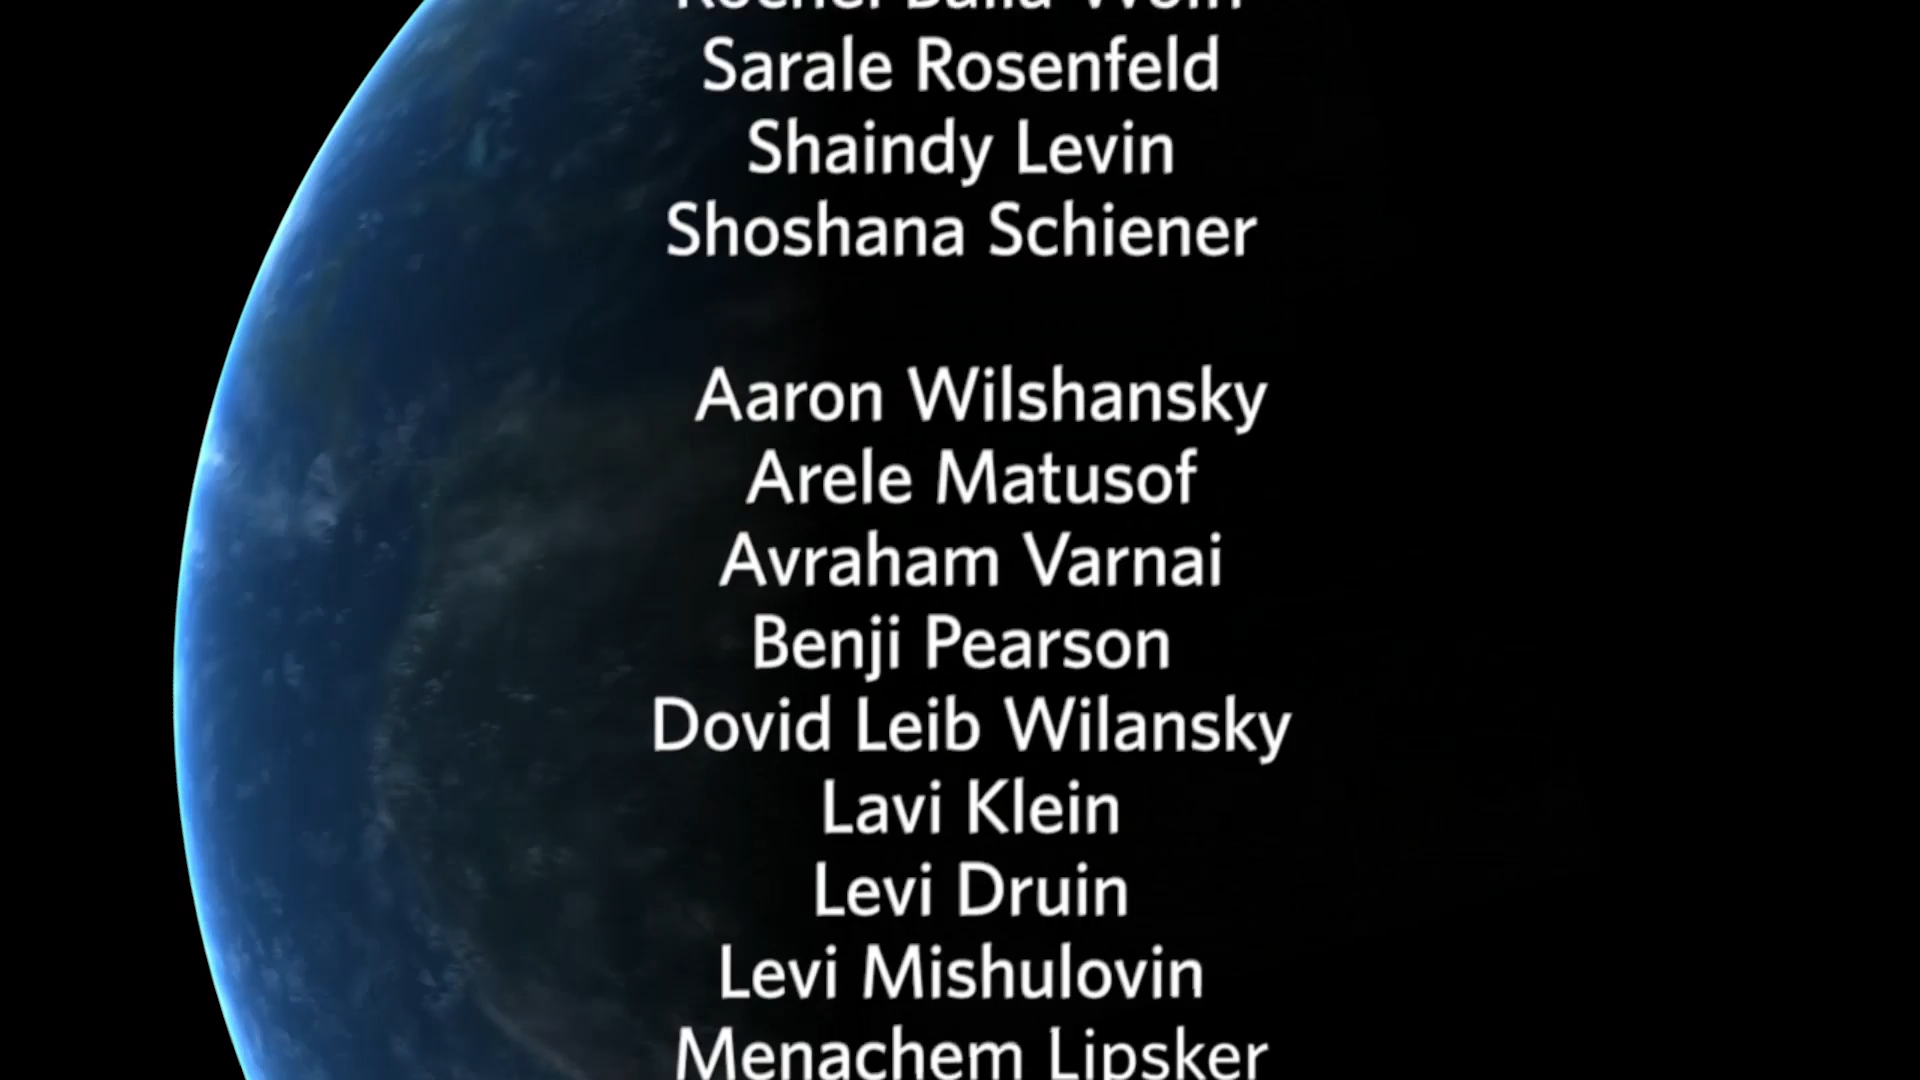 Sarale Rosenfeld
Shaindy Levin
Shoshana Schiener
Aaron Wilshansky
Arele Matusof
Avraham Varnai
Benji Pearson
Dovid Leib Wilansky
Lavi Klein
Levi Druin
Levi Mishulovin
Menachem Lipsker